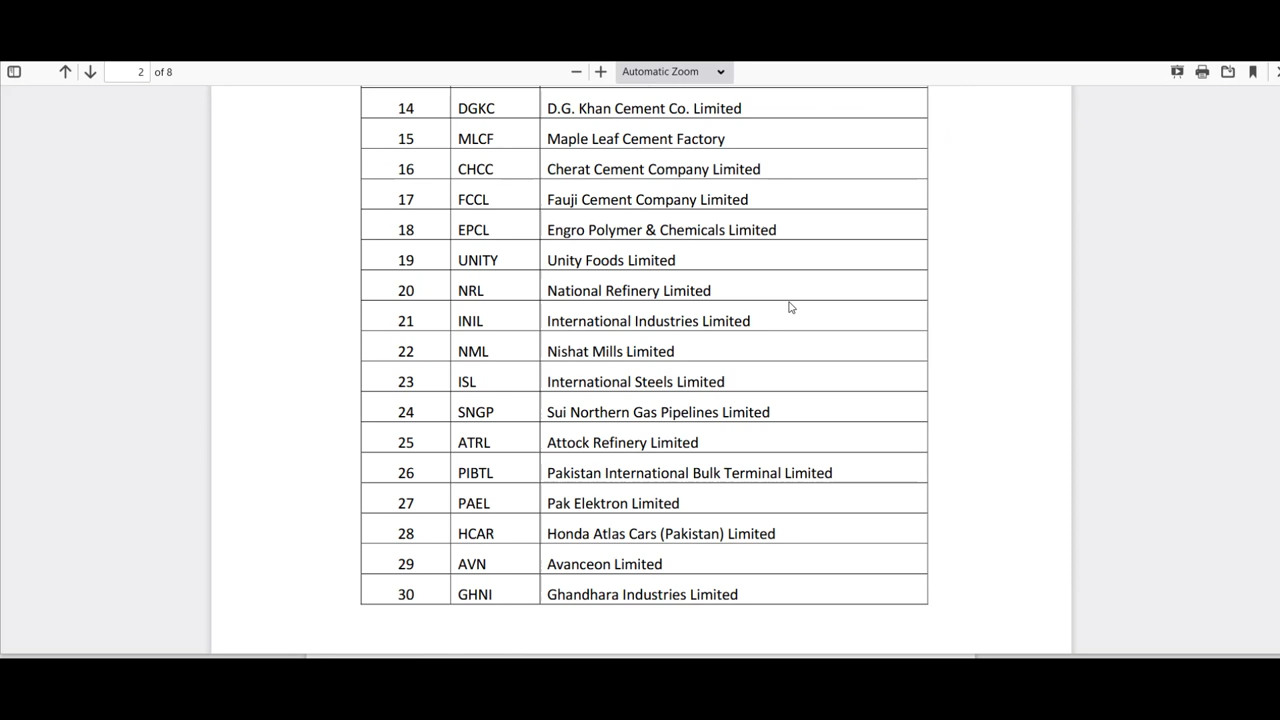 2 of 8 Automatic Zoom
14 DGKC D.G. Khan Cement Co. Limited
15 MLCF Maple Leaf Cement Factory
16 CHCC Cherat Cement Company Limited
17 FCCL Fauji Cement Company Limited
18 EPCL Engro Polymer & Chemicals Limited
19 UNITY Unity Foods Limited
20 NRL National Refinery Limited
21 INIL International Industries Limited
22 NML Nishat Mills Limited
23 ISL International Steels Limited
24 SNGP Sui Northern Gas Pipelines Limited
25 ATRL Attock Refinery Limited
26 PIBTL Pakistan International Bulk Terminal Limited
27 PAEL Pak Elektron Limited
28 HCAR Honda Atlas Cars (Pakistan) Limited
29 AVN Avanceon Limited
30 GHNI Ghandhara Industries Limited